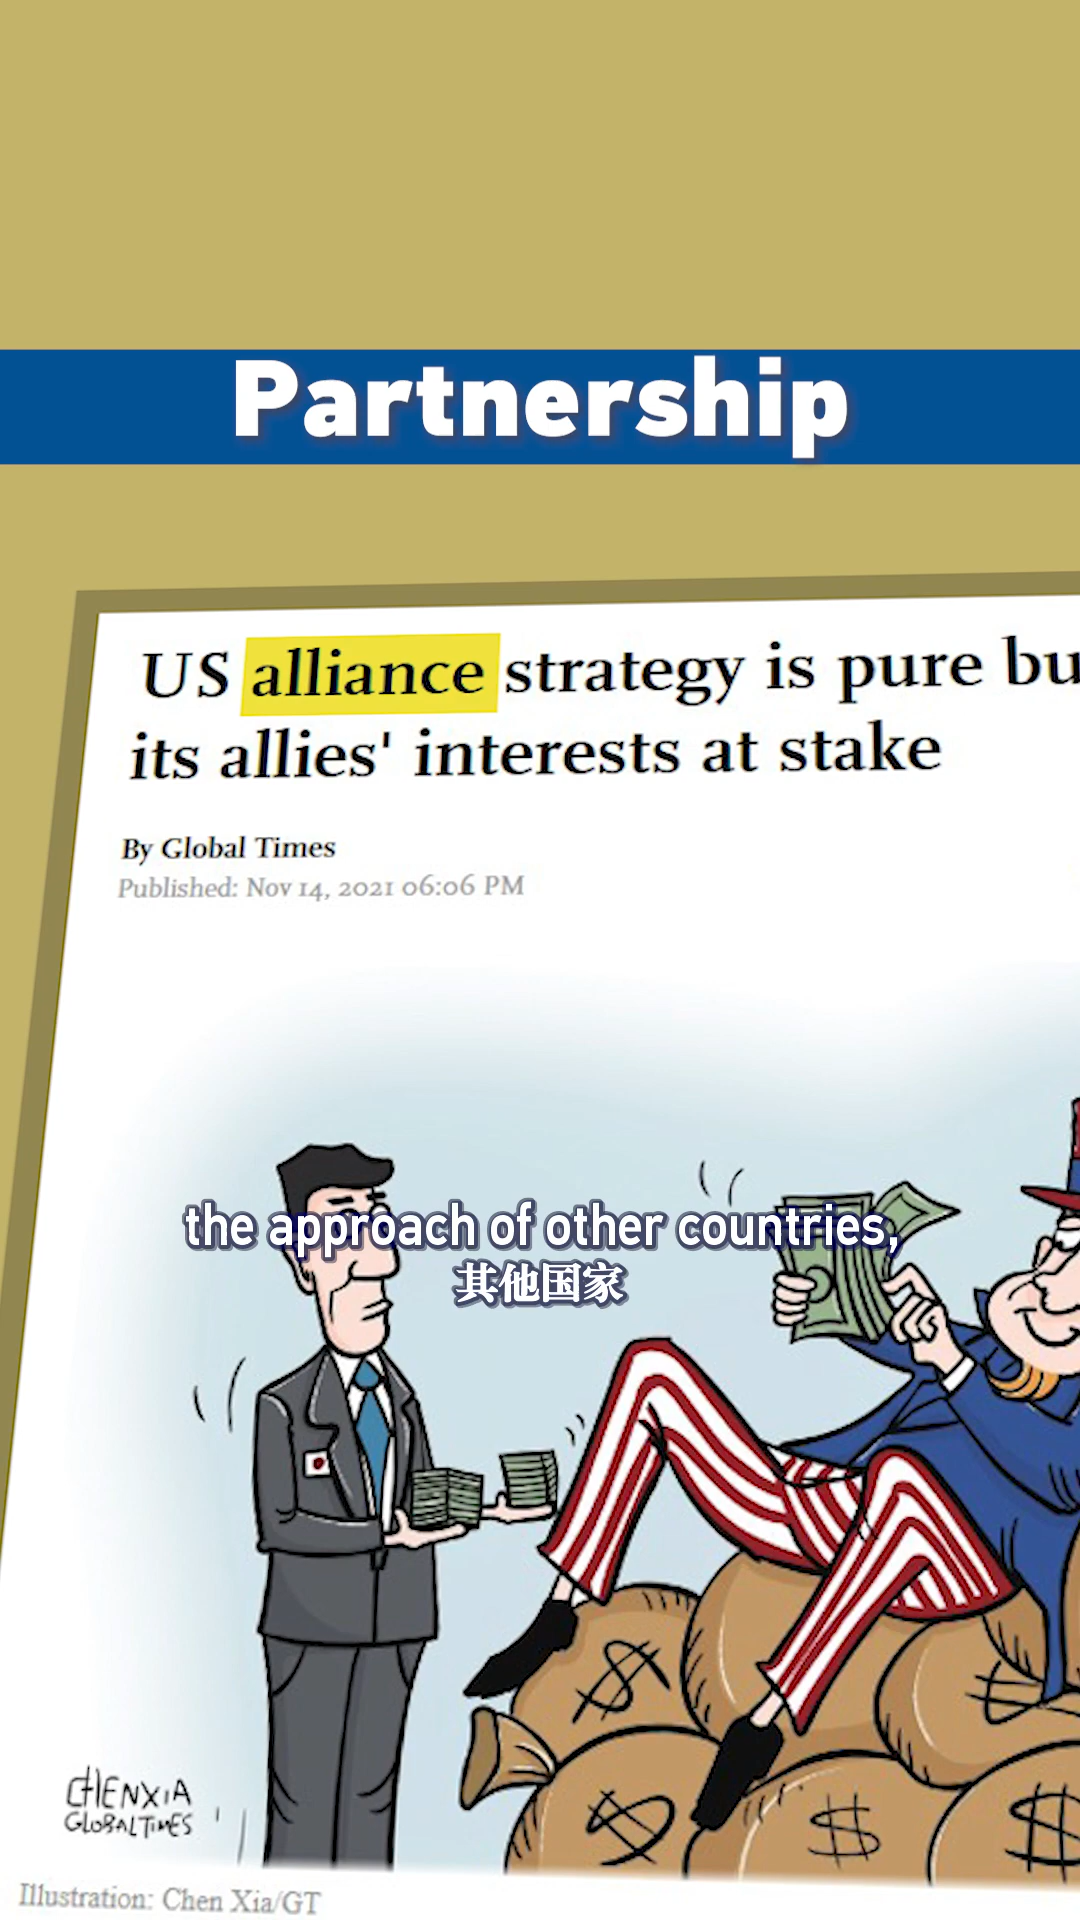 Partnership
US alliance strategy is pure bu
its allies' interests at stake
By Global Times
Published: Nov 14, 2021 06:06 PM
the approach of other countries,
其他国家
CHENXIA
GLOBALTIMES
Illustration: Chen Xia/GT